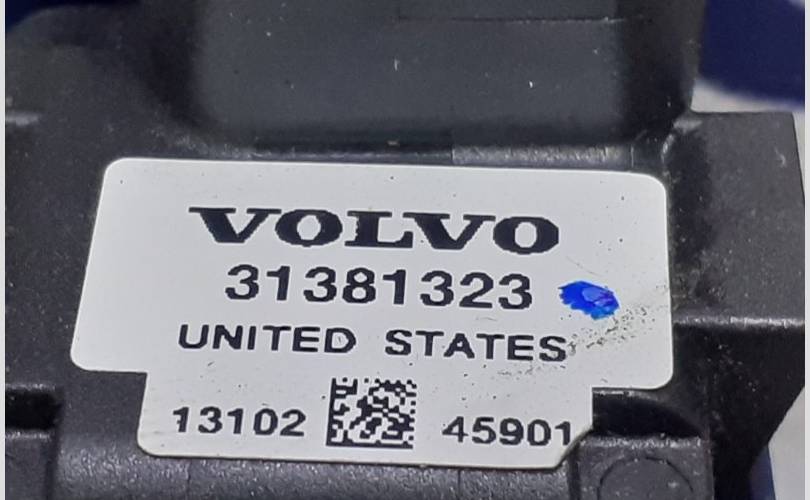 VOLVO
31381323
UNITED STATES
13102 45901